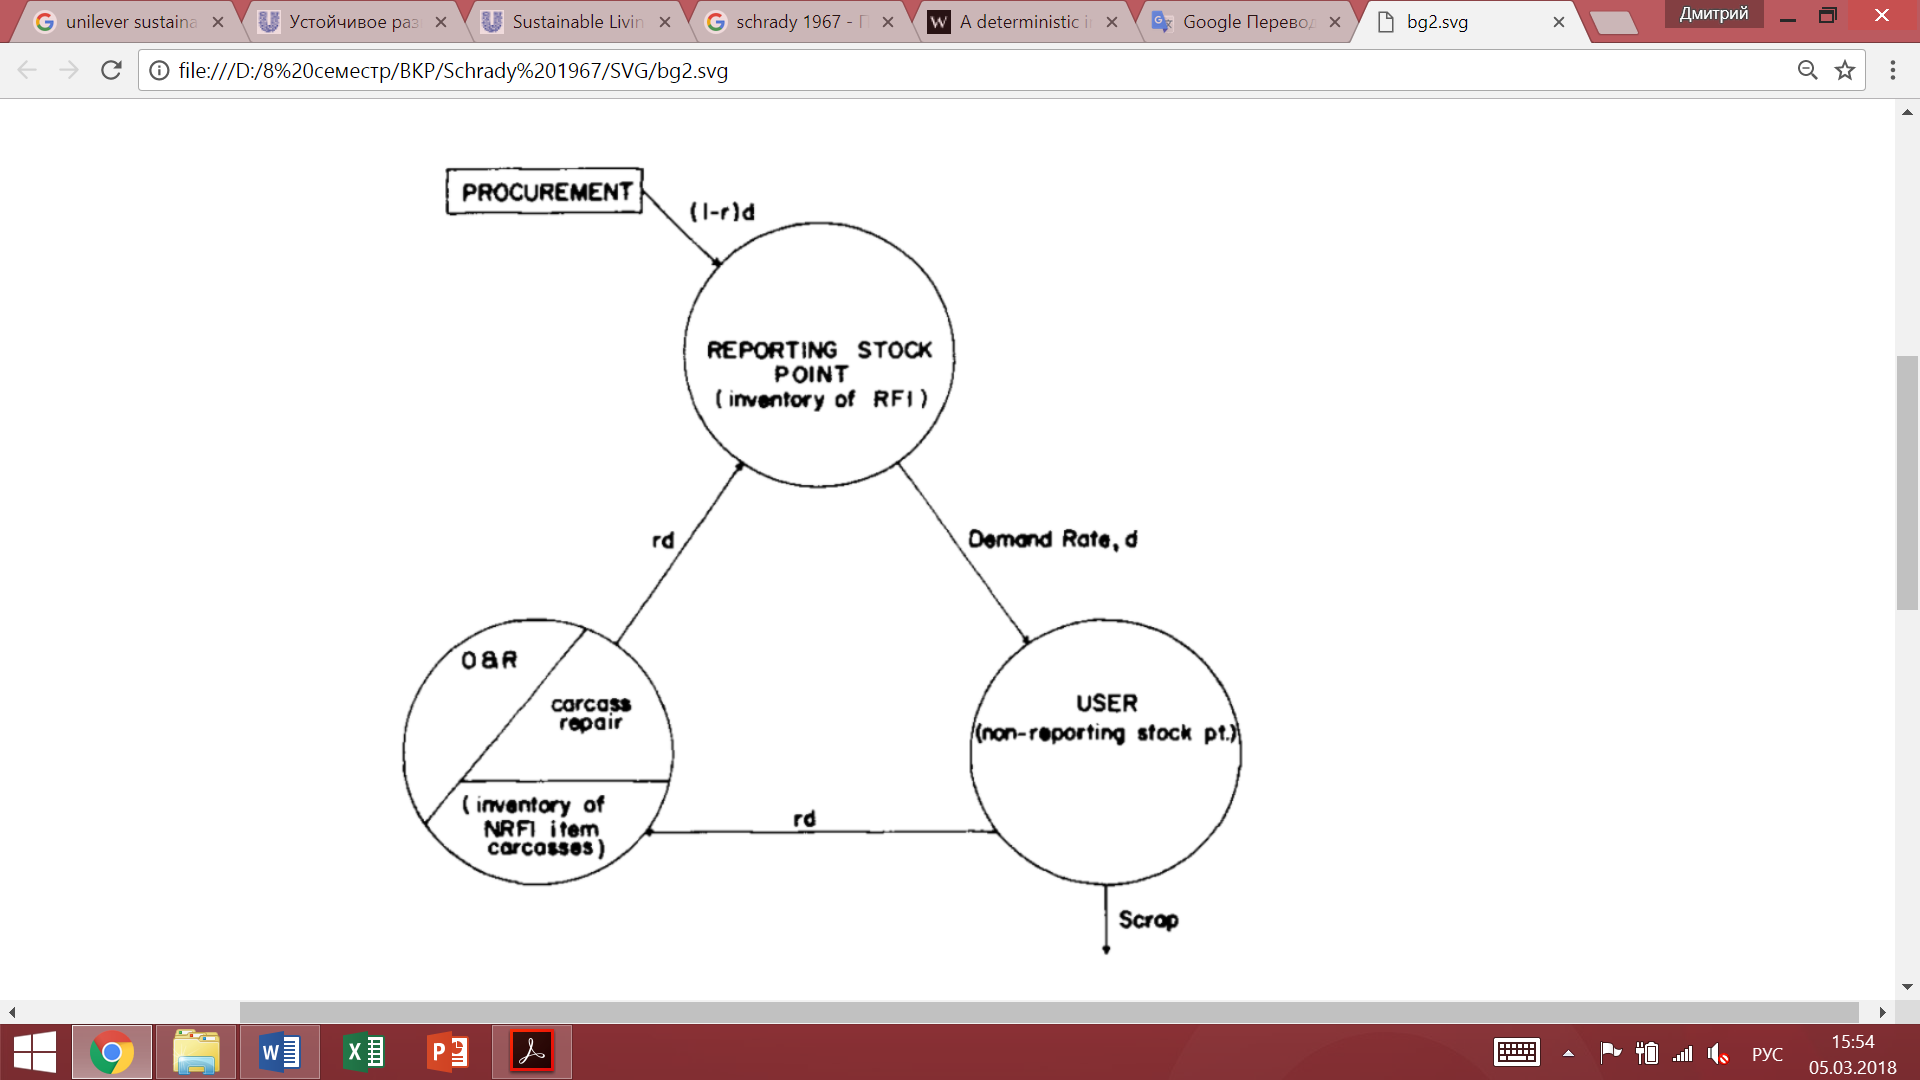 unilever sustaina
Устойчивое раз
Sustainable Livin
schrady 1967 - П
A deterministic i
Google Перевод
bg2.svg
Дмитрий
file:///D:/8%20семестр/ВКР/Schrady%201967/SVG/bg2.svg
PROCUREMENT
(1-r)d
REPORTING STOCK
POINT
(inventory of RFI)
rd
Demand Rate, d
O&R
carcass
repair
(inventory of
NRFI item
carcasses)
USER
(non-reporting stock pt.)
rd
Scrap
РУС
15:54
05.03.2018